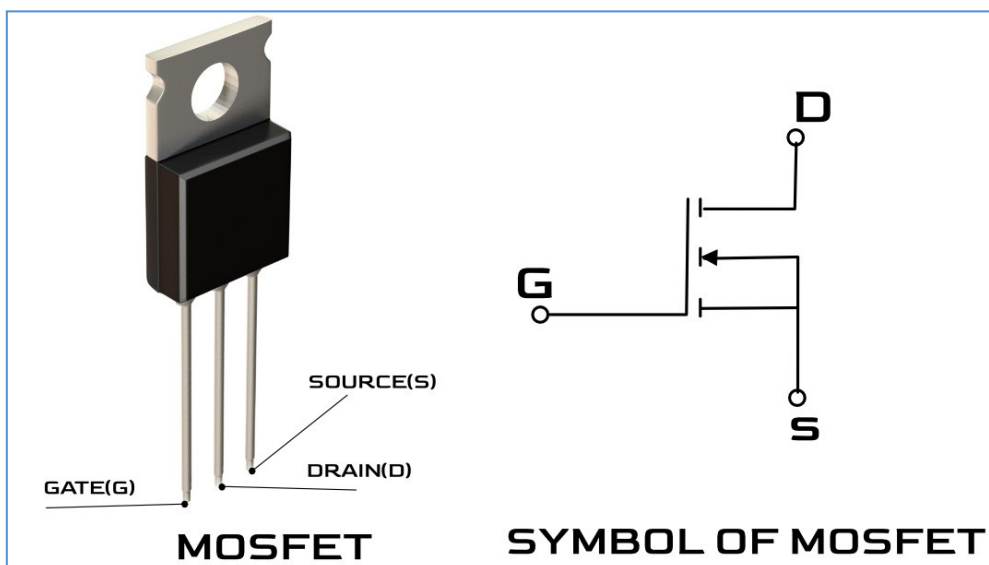 SOURCE(S)
DRAIN(D)
GATE(G)
MOSFET
D
G
S
SYMBOL OF MOSFET